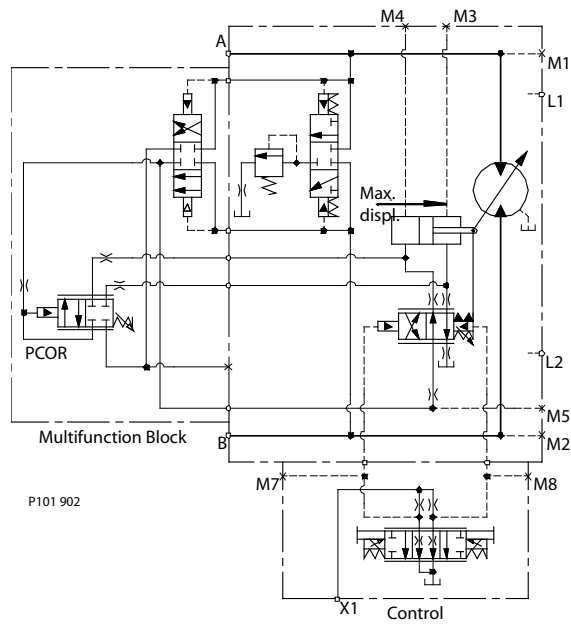 M4
M3
A
M1
L1
Max.
displ.
PCOR
L2
M5
Multifunction Block
B
M2
M7
M8
P101 902
X1
Control